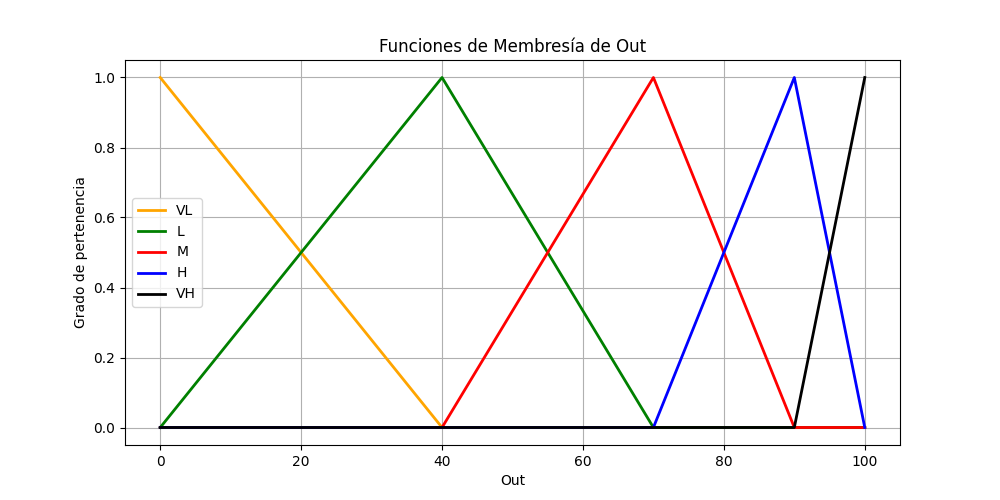 Funciones de Membresía de Out
Grado de pertenencia
1.0
0.8
0.6
0.4
0.2
0.0
VL
L
M
H
VH
0 20 40 60 80 100
Out